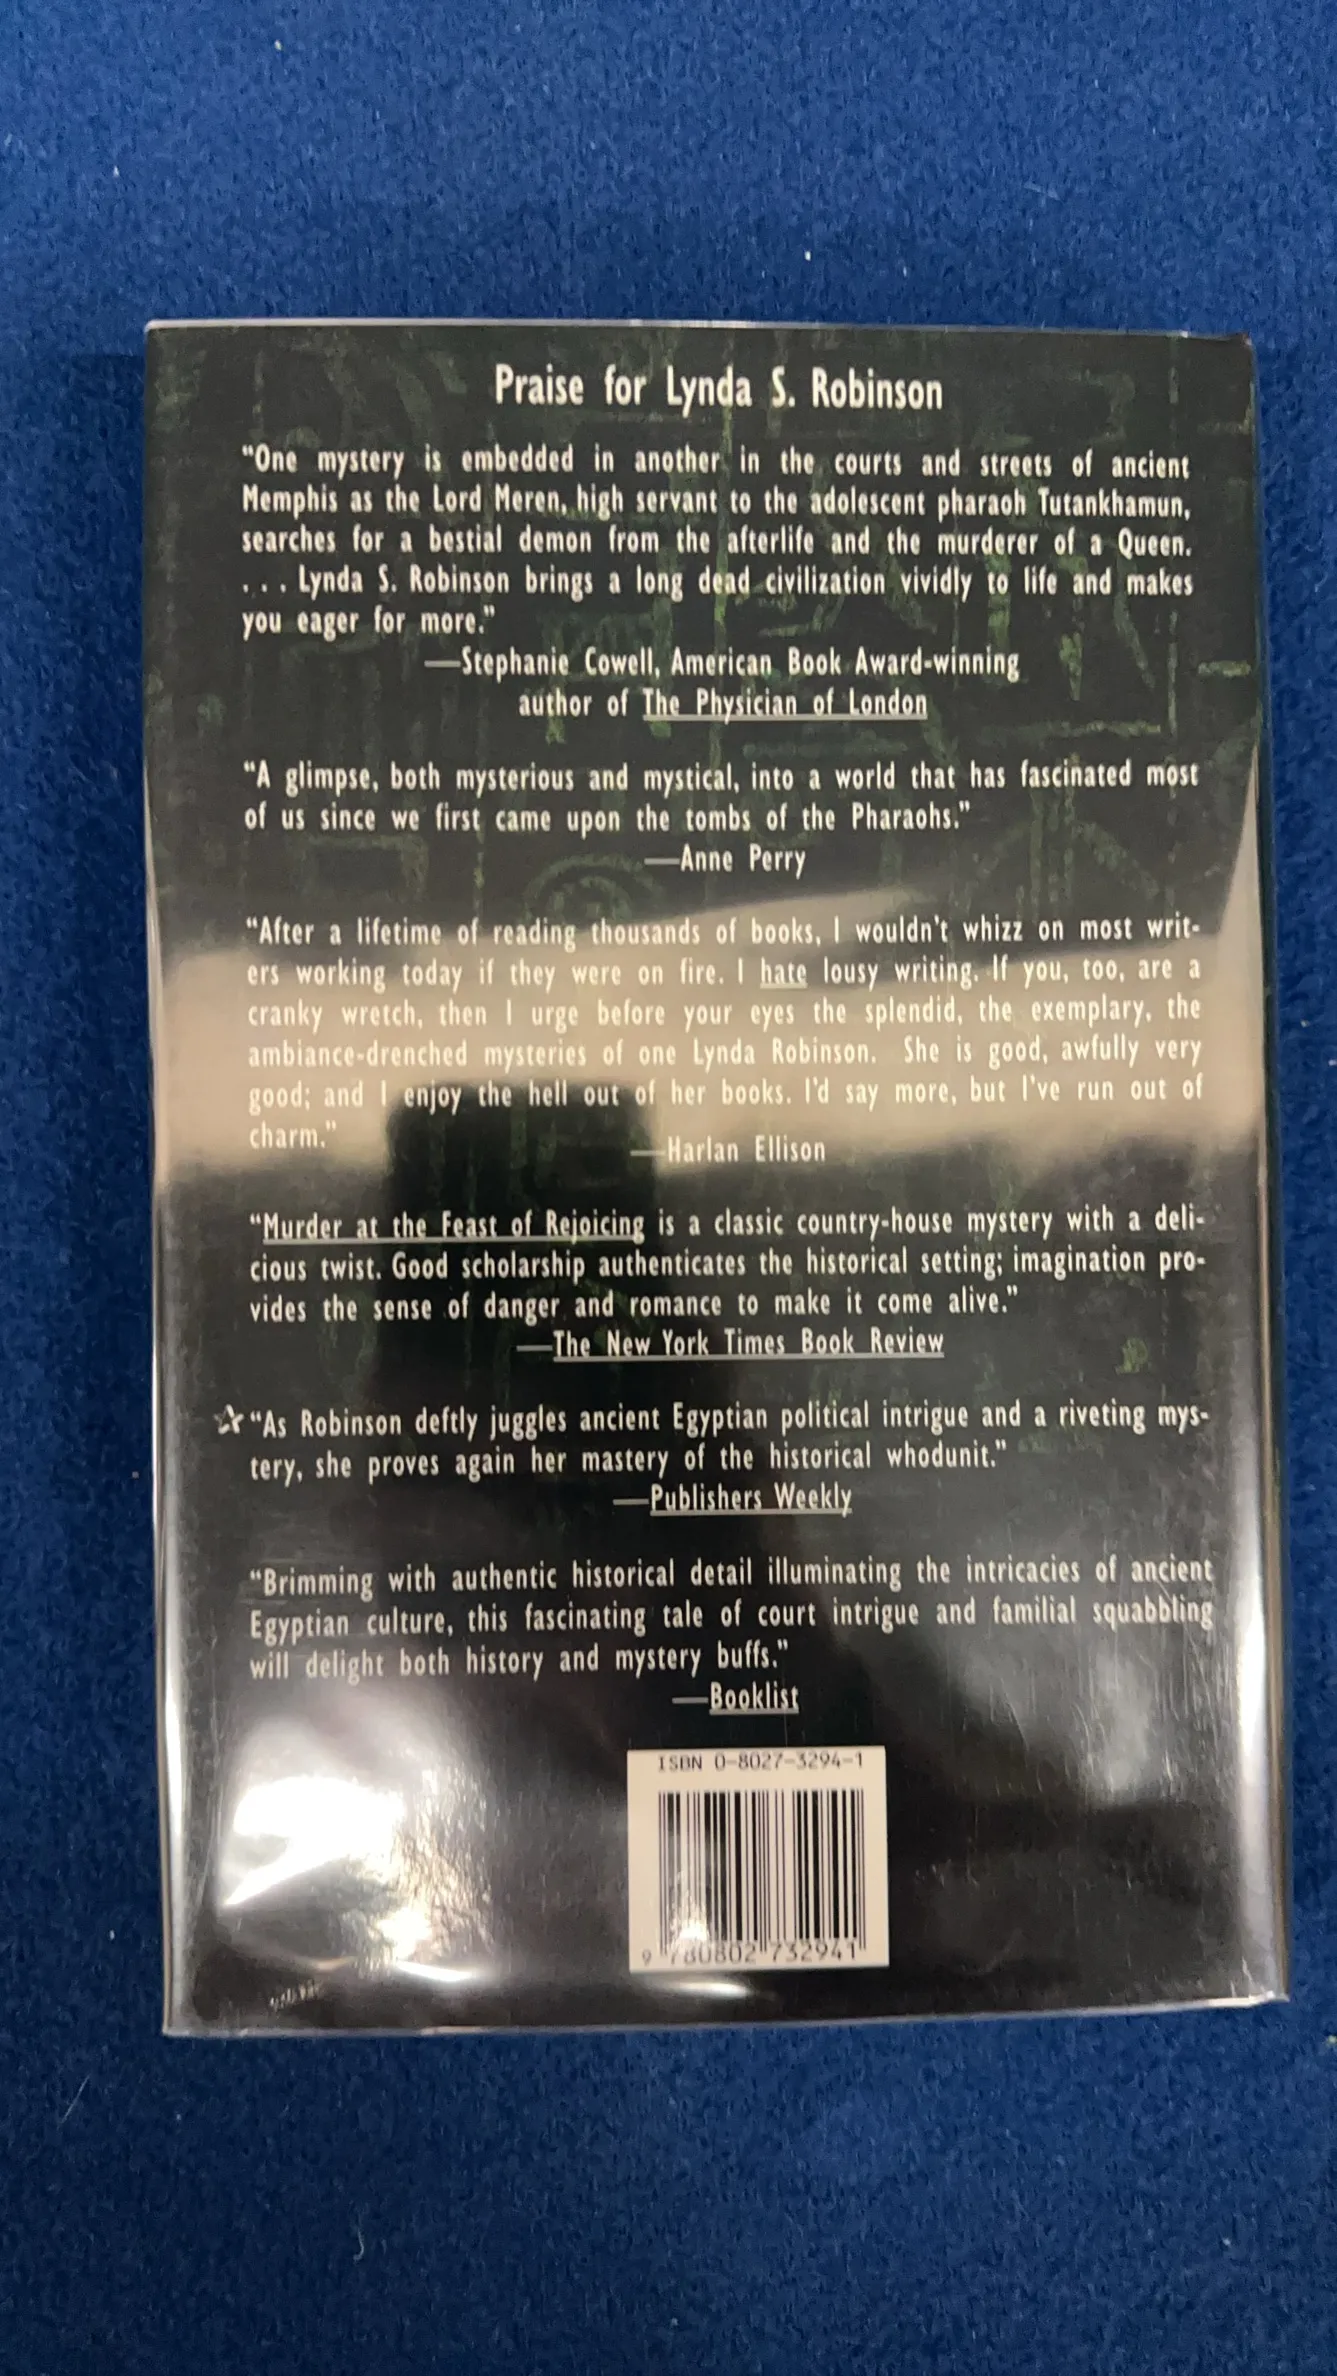 Praise for Lynda S. Robinson
"One mystery is embedded in another in the courts and streets of ancient
Memphis as the Lord Meren, high servant to the adolescent pharaoh Tutankhamun,
searches for a bestial demon from the afterlife and the murderer of a Queen.
. . . Lynda S. Robinson brings a long dead civilization vividly to life and makes
you eager for more."
—Stephanie Cowell, American Book Award-winning
author of The Physician of London
"A glimpse, both mysterious and mystical, into a world that has fascinated most
of us since we first came upon the tombs of the Pharaohs."
—Anne Perry
"After a lifetime of reading thousands of books, I wouldn't whizz on most writ-
ers working today if they were on fire. I hate lousy writing. If you, too, are a
cranky wretch, then I urge before your eyes the splendid, the exemplary, the
ambiance-drenched mysteries of one Lynda Robinson. She is good, awfully very
good; and I enjoy the hell out of her books. I'd say more, but I've run out of
charm."
—Harlan Ellison
"Murder at the Feast of Rejoicing is a classic country-house mystery with a deli-
cious twist. Good scholarship authenticates the historical setting; imagination pro-
vides the sense of danger and romance to make it come alive."
—The New York Times Book Review
☆ "As Robinson deftly juggles ancient Egyptian political intrigue and a riveting mys-
tery, she proves again her mastery of the historical whodunit."
—Publishers Weekly
"Brimming with authentic historical detail illuminating the intricacies of ancient
Egyptian culture, this fascinating tale of court intrigue and familial squabbling
will delight both history and mystery buffs."
—Booklist
ISBN 0-8027-3294-1
9 780802 732941